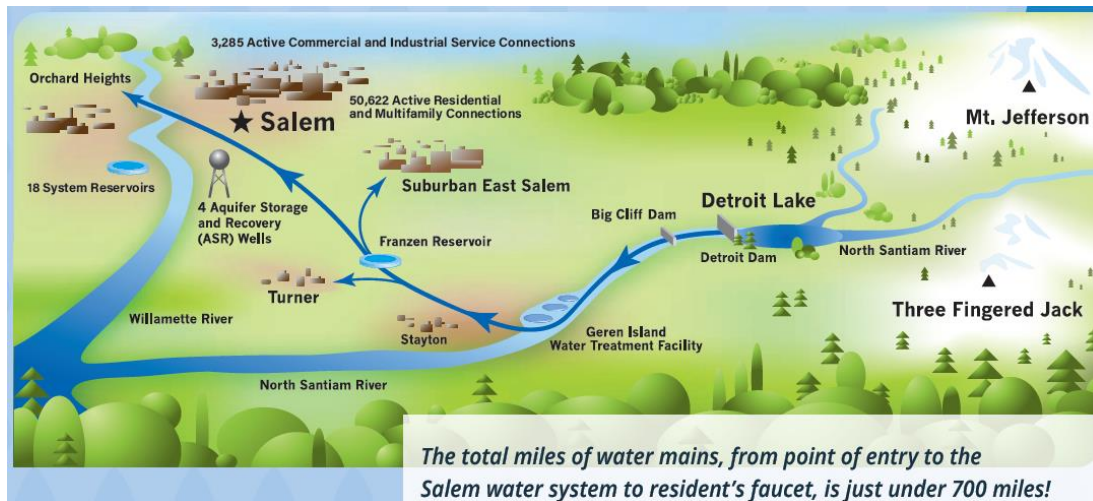 3,285 Active Commercial and Industrial Service Connections
Orchard Heights
50,622 Active Residential
and Multifamily Connections
Salem
Mt. Jefferson
18 System Reservoirs
4 Aquifer Storage
and Recovery
(ASR) Wells
Suburban East Salem
Detroit Lake
Big Cliff Dam
Franzen Reservoir
Detroit Dam
North Santiam River
Turner
Three Fingered Jack
Willamette River
Stayton
Geren Island
Water Treatment Facility
North Santiam River
The total miles of water mains, from point of entry to the
Salem water system to resident's faucet, is just under 700 miles!